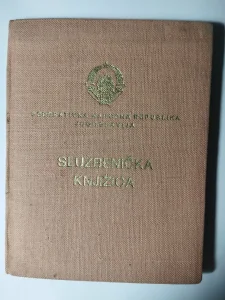 FEDERATIVNA NARODNA REPUBLIKA
JUGOSLAVIJA
SLUŽBENIČKA
KNJIŽICA